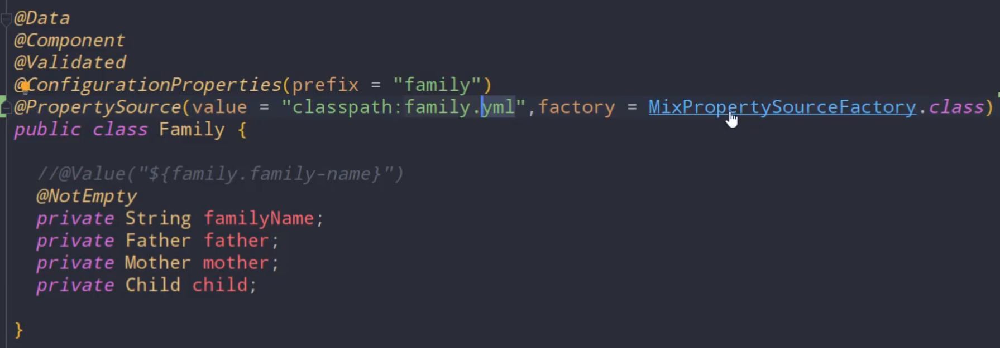 @Data
@Component
@Validated
@ConfigurationProperties(prefix = "family")
@PropertySource(value = "classpath:family.yml",factory = MixPropertySourceFactory.class)
public class Family {
//@Value("${family.family-name}")
@NotEmpty
private String familyName;
private Father father;
private Mother mother;
private Child child;
}